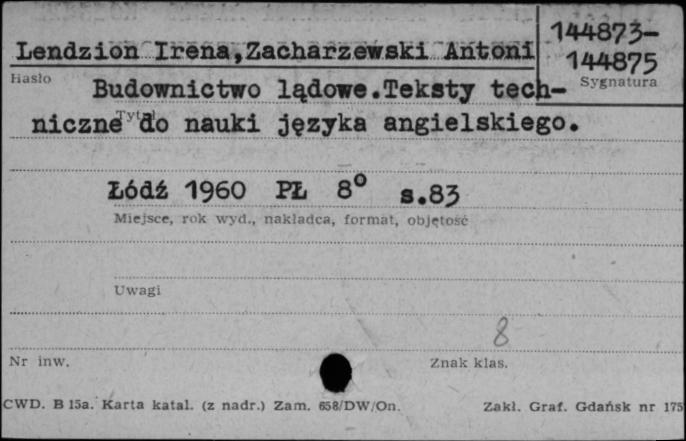 144873-
Lendzion Irena,Zacharzewski Antoni
144875
Hasło
Sygnatura
Budownictwo lądowe.Teksty tech-
Tytuł
niczne do nauki języka angielskiego.
Łódź 1960 PŁ 8° s.83
Miejsce, rok wyd., nakładca, format, objętość
Uwagi
8
Nr inw.
Znak klas.
CWD. B 15a. Karta katal. (z nadr.) Zam. 658/DW/On.
Zakł. Graf. Gdańsk nr 175